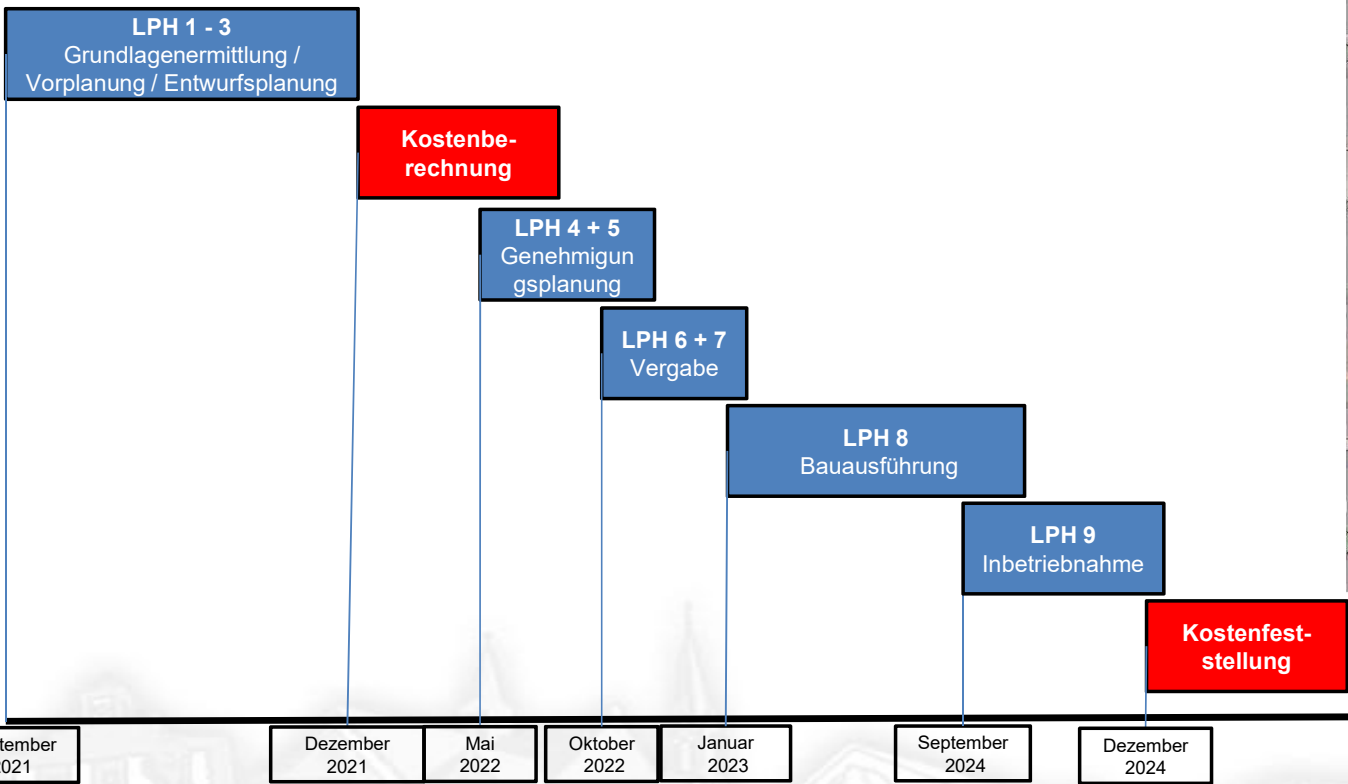 LPH 1 - 3
Grundlagenermittlung /
Vorplanung / Entwurfsplanung
Kostenbe-
rechnung
LPH 4 + 5
Genehmigun
gsplanung
LPH 6 + 7
Vergabe
LPH 8
Bauausführung
LPH 9
Inbetriebnahme
Kostenfest-
stellung
tember
2021
Dezember
2021
Mai
2022
Oktober
2022
Januar
2023
September
2024
Dezember
2024